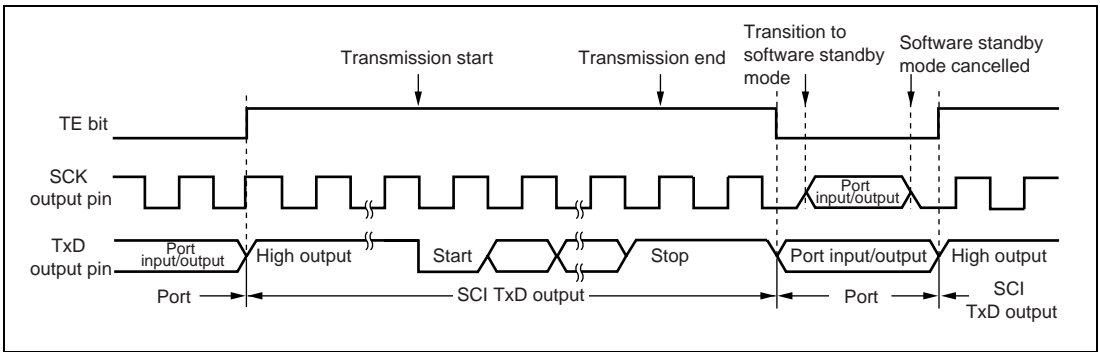 Transmission start
Transmission end
Transition to
software standby
mode
Software standby
mode cancelled
TE bit
SCK
output pin
Port
input/output
TxD
output pin
Port
input/output
High output
Start
Stop
Port input/output
High output
Port
SCI TxD output
Port
SCI
TxD output